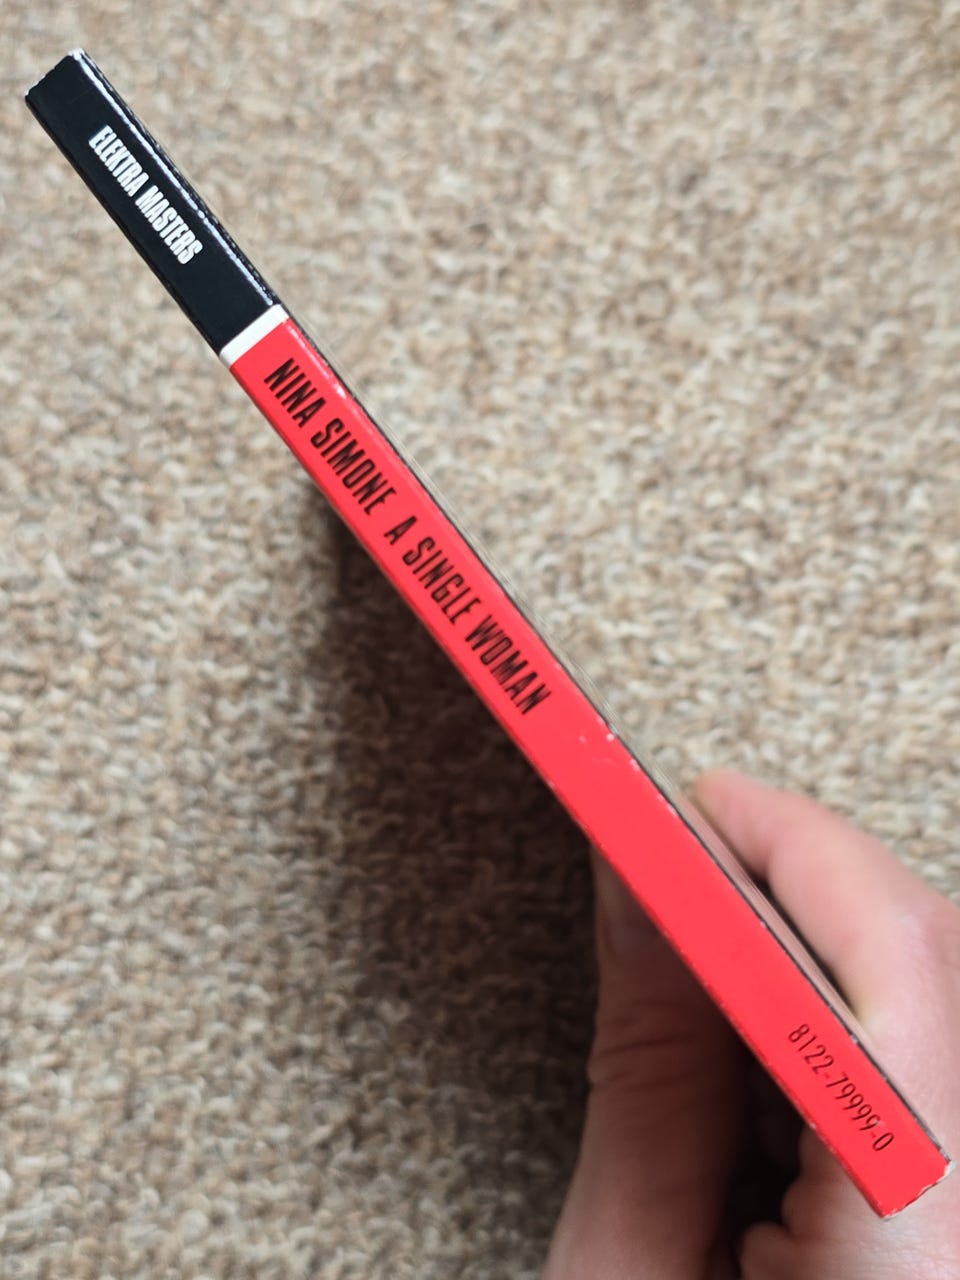 ELEKTRA MASTERS
NINA SIMONE A SINGLE WOMAN
8122-79999-0